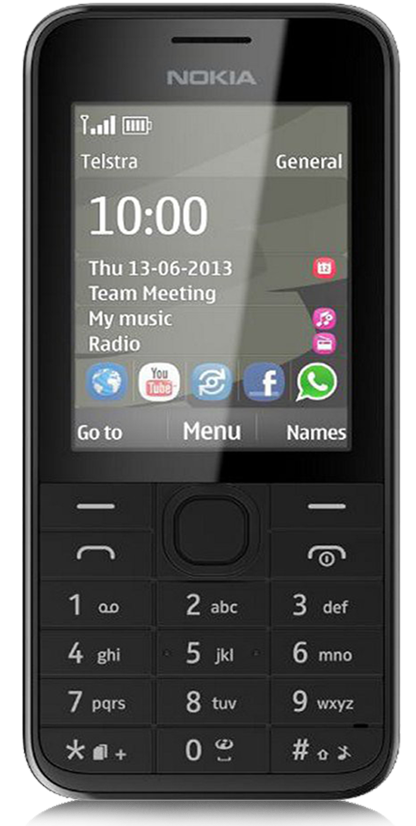 NOKIA
Telstra General
10:00
Thu 13-06-2013
Team Meeting
My music
Radio
You Tube f
Go to Menu Names
1 2 abc 3 def
4 ghi 5 jkl 6 mno
7 pqrs 8 tuv 9 wxyz
* + 0 #